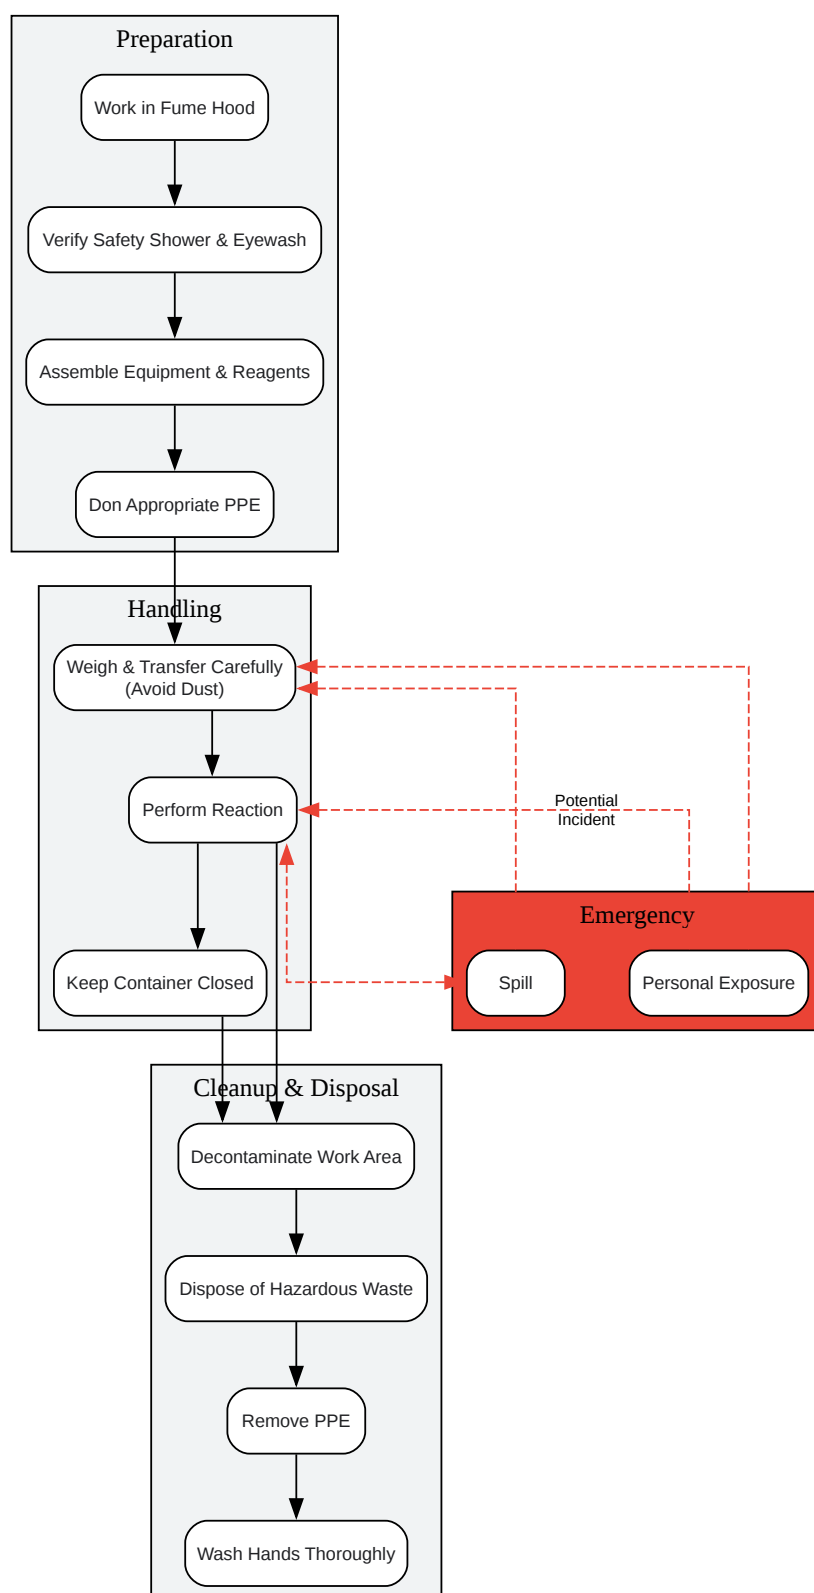 Preparation
Work in Fume Hood
Verify Safety Shower & Eyewash
Assemble Equipment & Reagents
Don Appropriate PPE
Handling
Weigh & Transfer Carefully
(Avoid Dust)
Perform Reaction
Potential
Incident
Keep Container Closed
Emergency
Spill
Personal Exposure
Cleanup & Disposal
Decontaminate Work Area
Dispose of Hazardous Waste
Remove PPE
Wash Hands Thoroughly